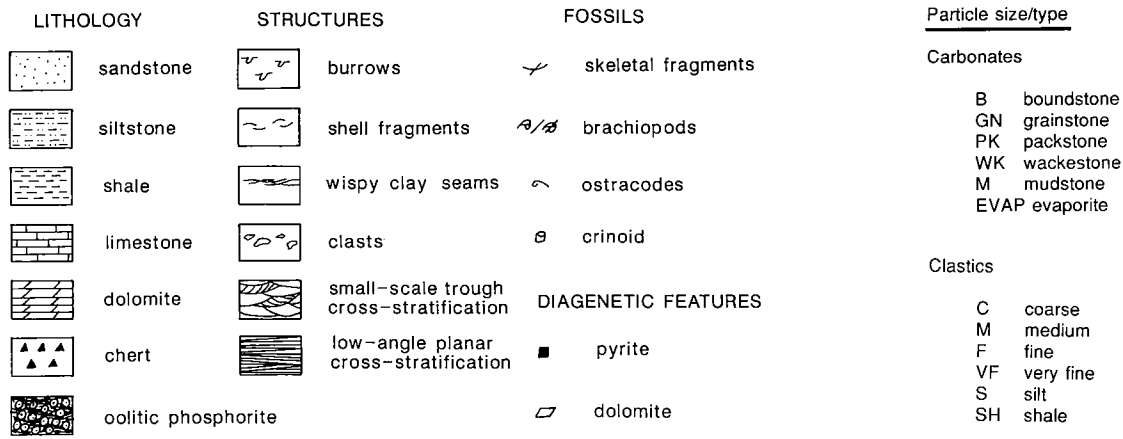 LITHOLOGY
sandstone
siltstone
shale
limestone
dolomite
chert
oolitic phosphorite
STRUCTURES
burrows
shell fragments
wispy clay seams
clasts
small-scale trough
cross-stratification
low-angle planar
cross-stratification
FOSSILS
skeletal fragments
brachiopods
ostracodes
crinoid
DIAGENETIC FEATURES
pyrite
dolomite
Particle size/type
Carbonates
B boundstone
GN grainstone
PK packstone
WK wackestone
M mudstone
EVAP evaporite
Clastics
C coarse
M medium
F fine
VF very fine
S silt
SH shale